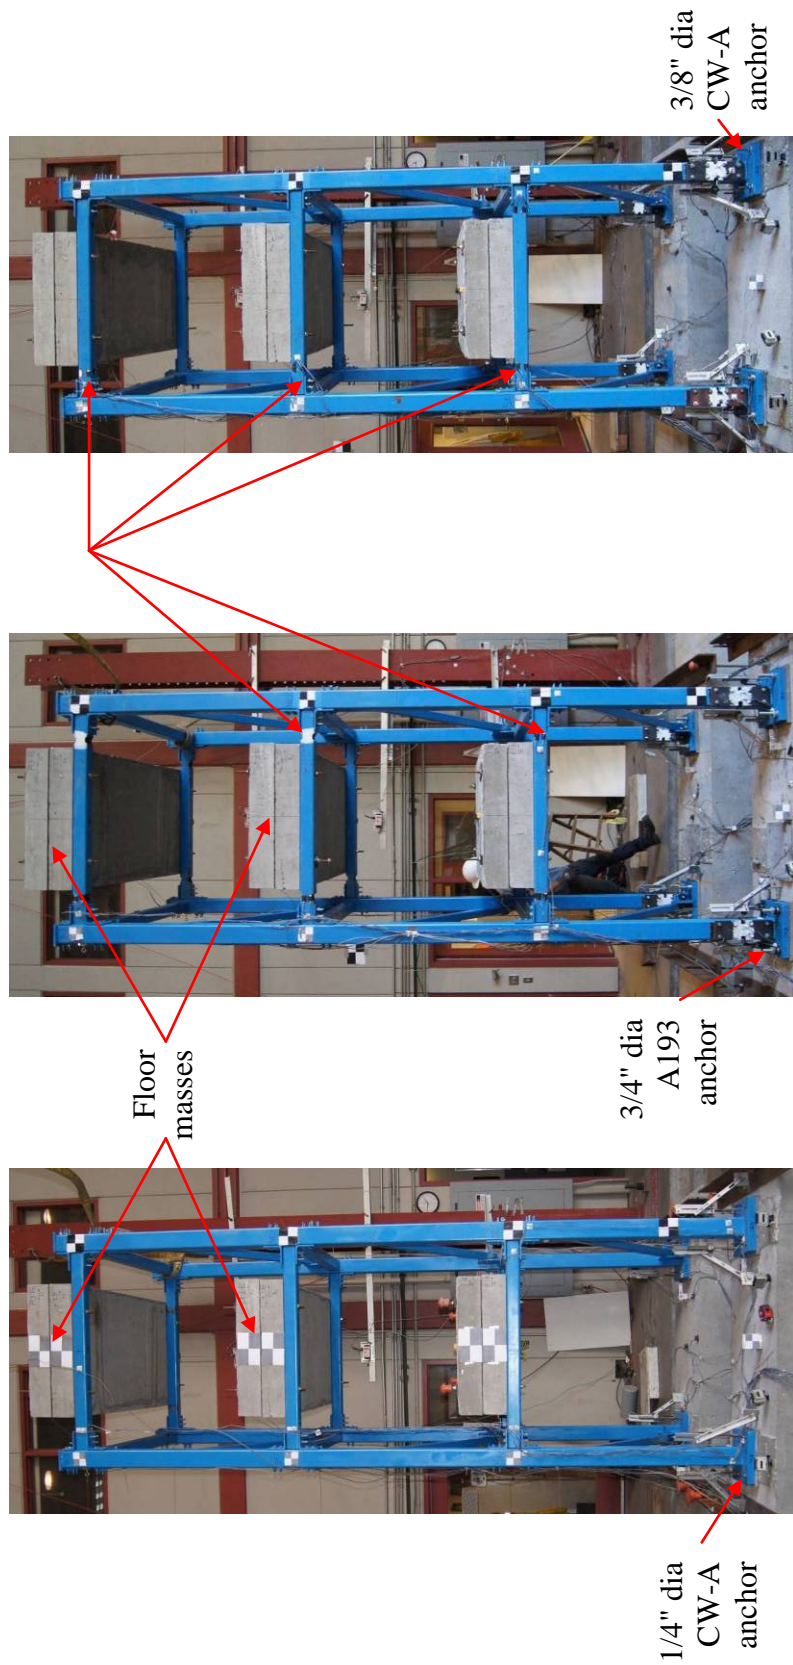 3/8" dia
CW-A
anchor
Floor
masses
3/4" dia
A193
anchor
1/4" dia
CW-A
anchor